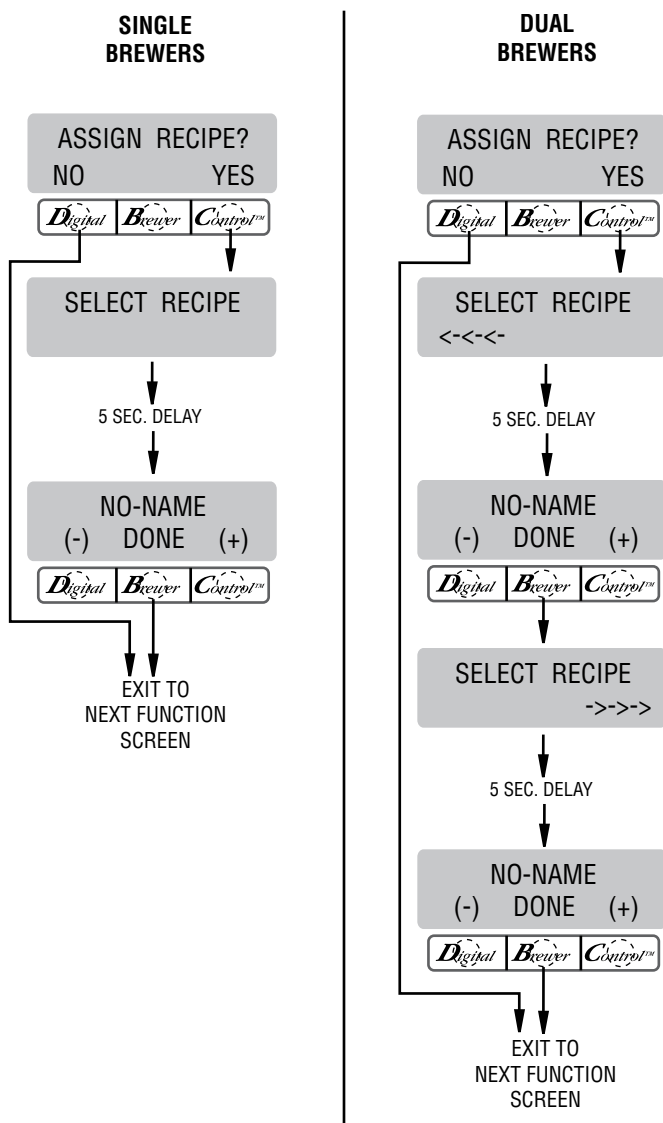 SINGLE
BREWERS
ASSIGN RECIPE?
NO YES
Digital Brewer Control™
SELECT RECIPE
5 SEC. DELAY
NO-NAME
(-) DONE (+)
Digital Brewer Control™
EXIT TO
NEXT FUNCTION
SCREEN
DUAL
BREWERS
ASSIGN RECIPE?
NO YES
Digital Brewer Control™
SELECT RECIPE
<-<-<-
5 SEC. DELAY
NO-NAME
(-) DONE (+)
Digital Brewer Control™
SELECT RECIPE
->->->
5 SEC. DELAY
NO-NAME
(-) DONE (+)
Digital Brewer Control™
EXIT TO
NEXT FUNCTION
SCREEN